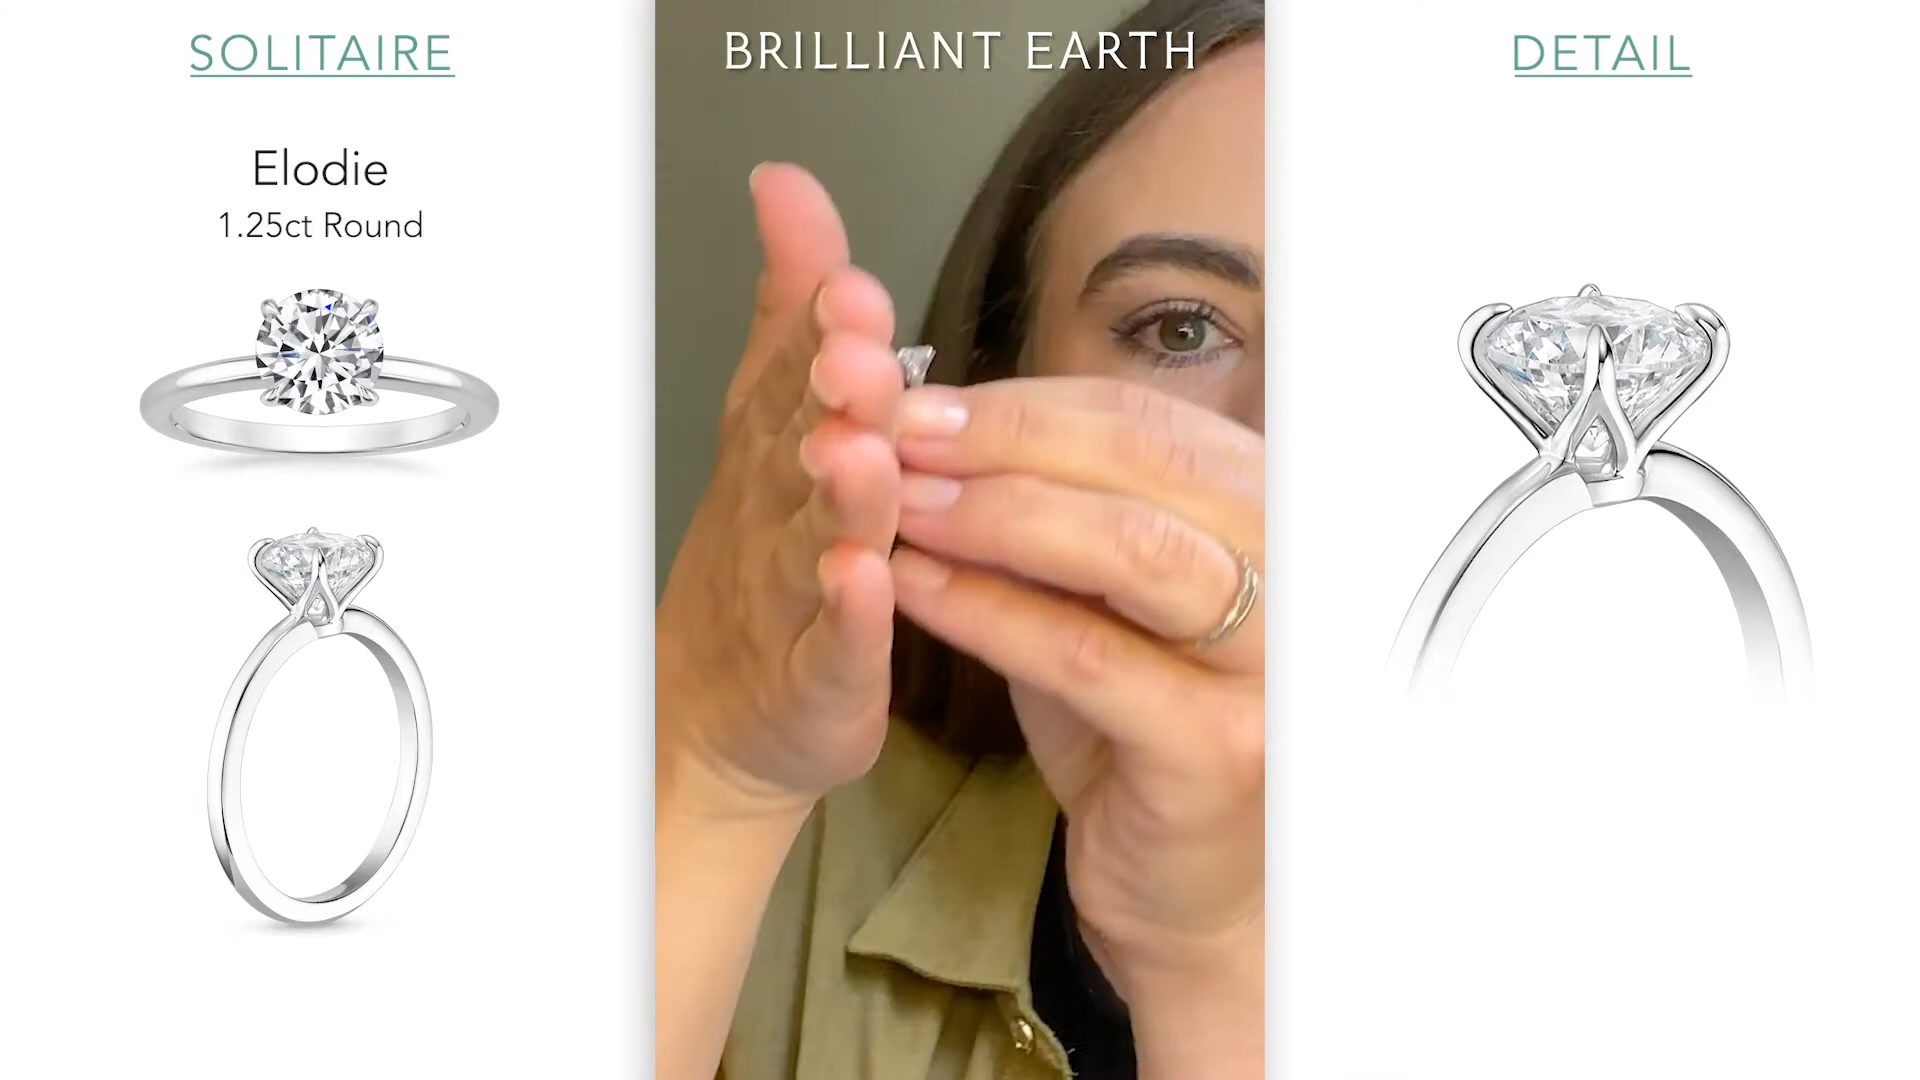 SOLITAIRE
Elodie
1.25ct Round
BRILLIANT EARTH
DETAIL